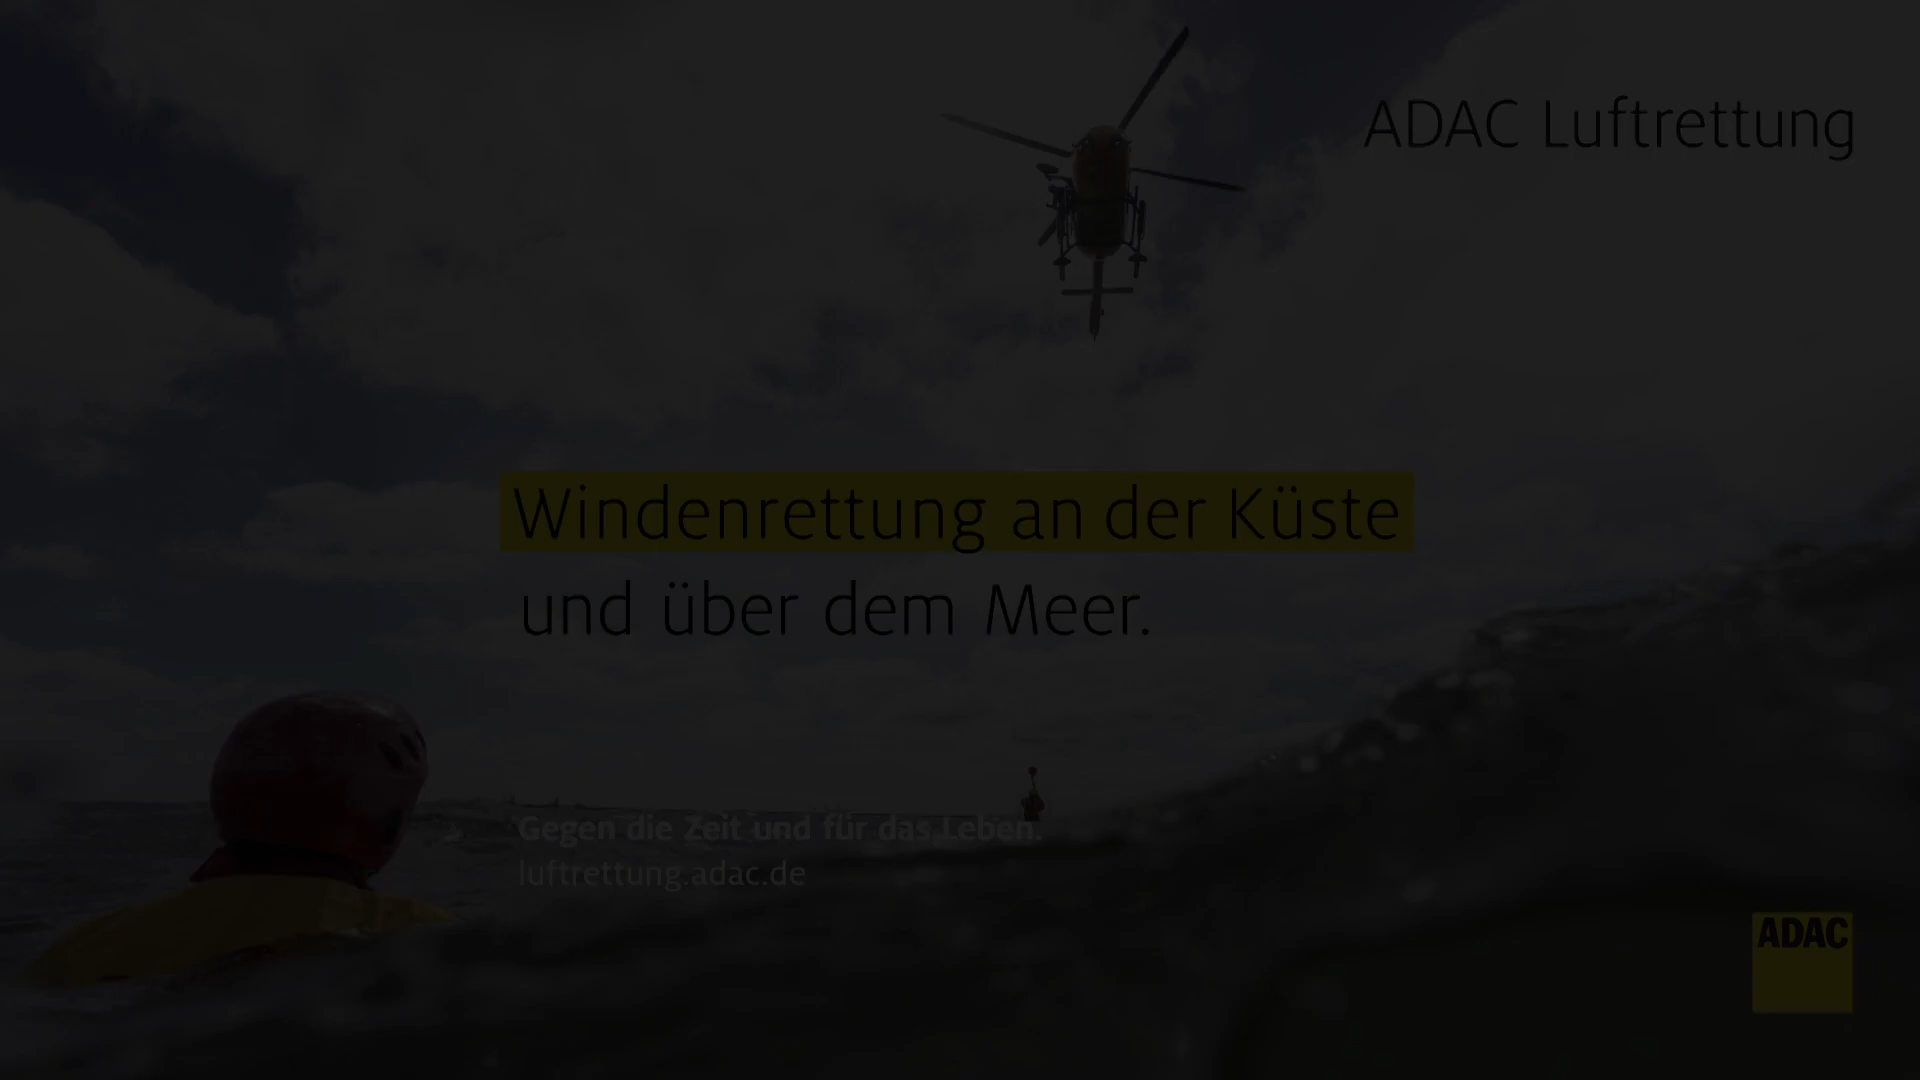 ADAC Luftrettung
Windenrettung an der Küste
und über dem Meer.
Gegen die Zeit und für das Leben.
luftrettung.adac.de
ADAC